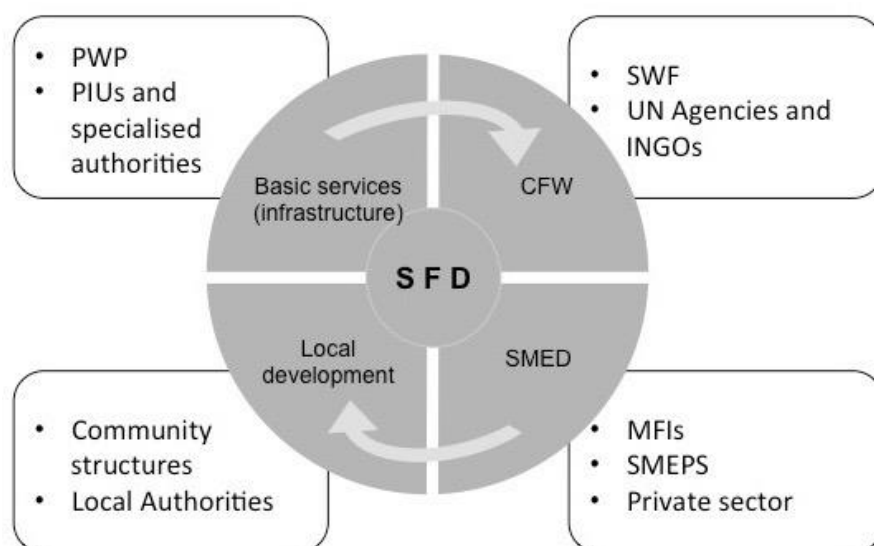 • PWP
• PIUs and
specialised
authorities
• SWF
• UN Agencies and
INGOs
Basic services
(infrastructure)
CFW
S F D
Local
development
SMED
• Community
structures
• Local Authorities
• MFIs
• SMEPS
• Private sector